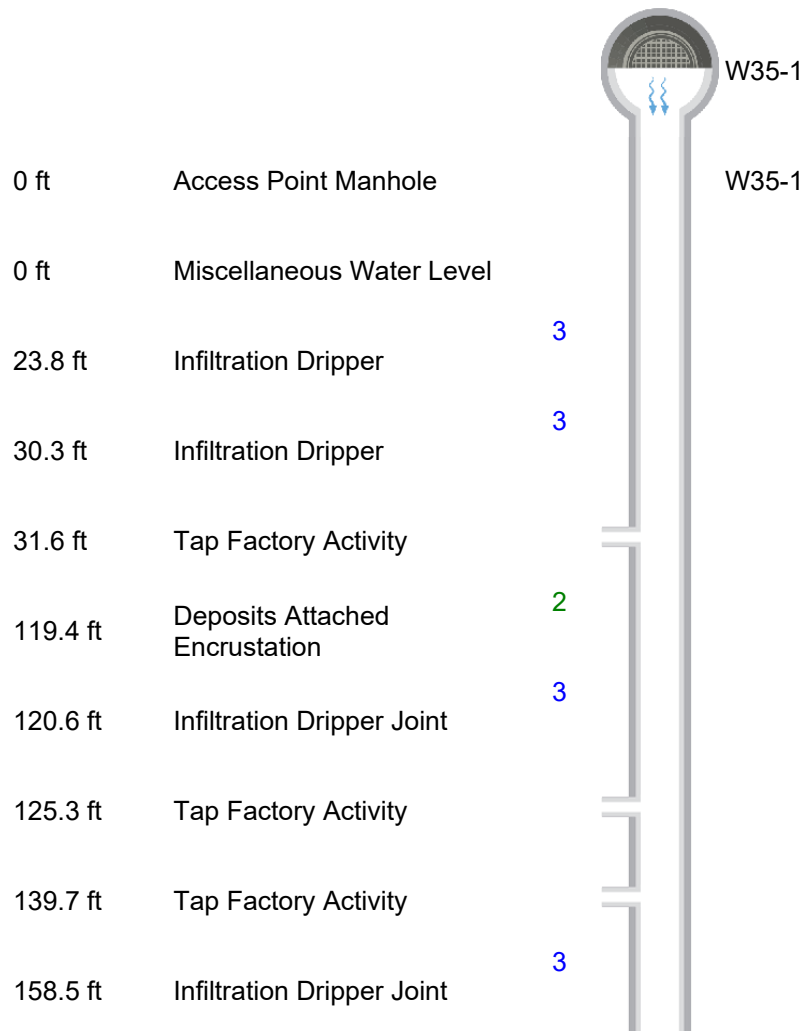 W35-1
0 ft Access Point Manhole W35-1
0 ft Miscellaneous Water Level
3
23.8 ft Infiltration Dripper
3
30.3 ft Infiltration Dripper
31.6 ft Tap Factory Activity
2
119.4 ft Deposits Attached
Encrustation
3
120.6 ft Infiltration Dripper Joint
125.3 ft Tap Factory Activity
139.7 ft Tap Factory Activity
3
158.5 ft Infiltration Dripper Joint